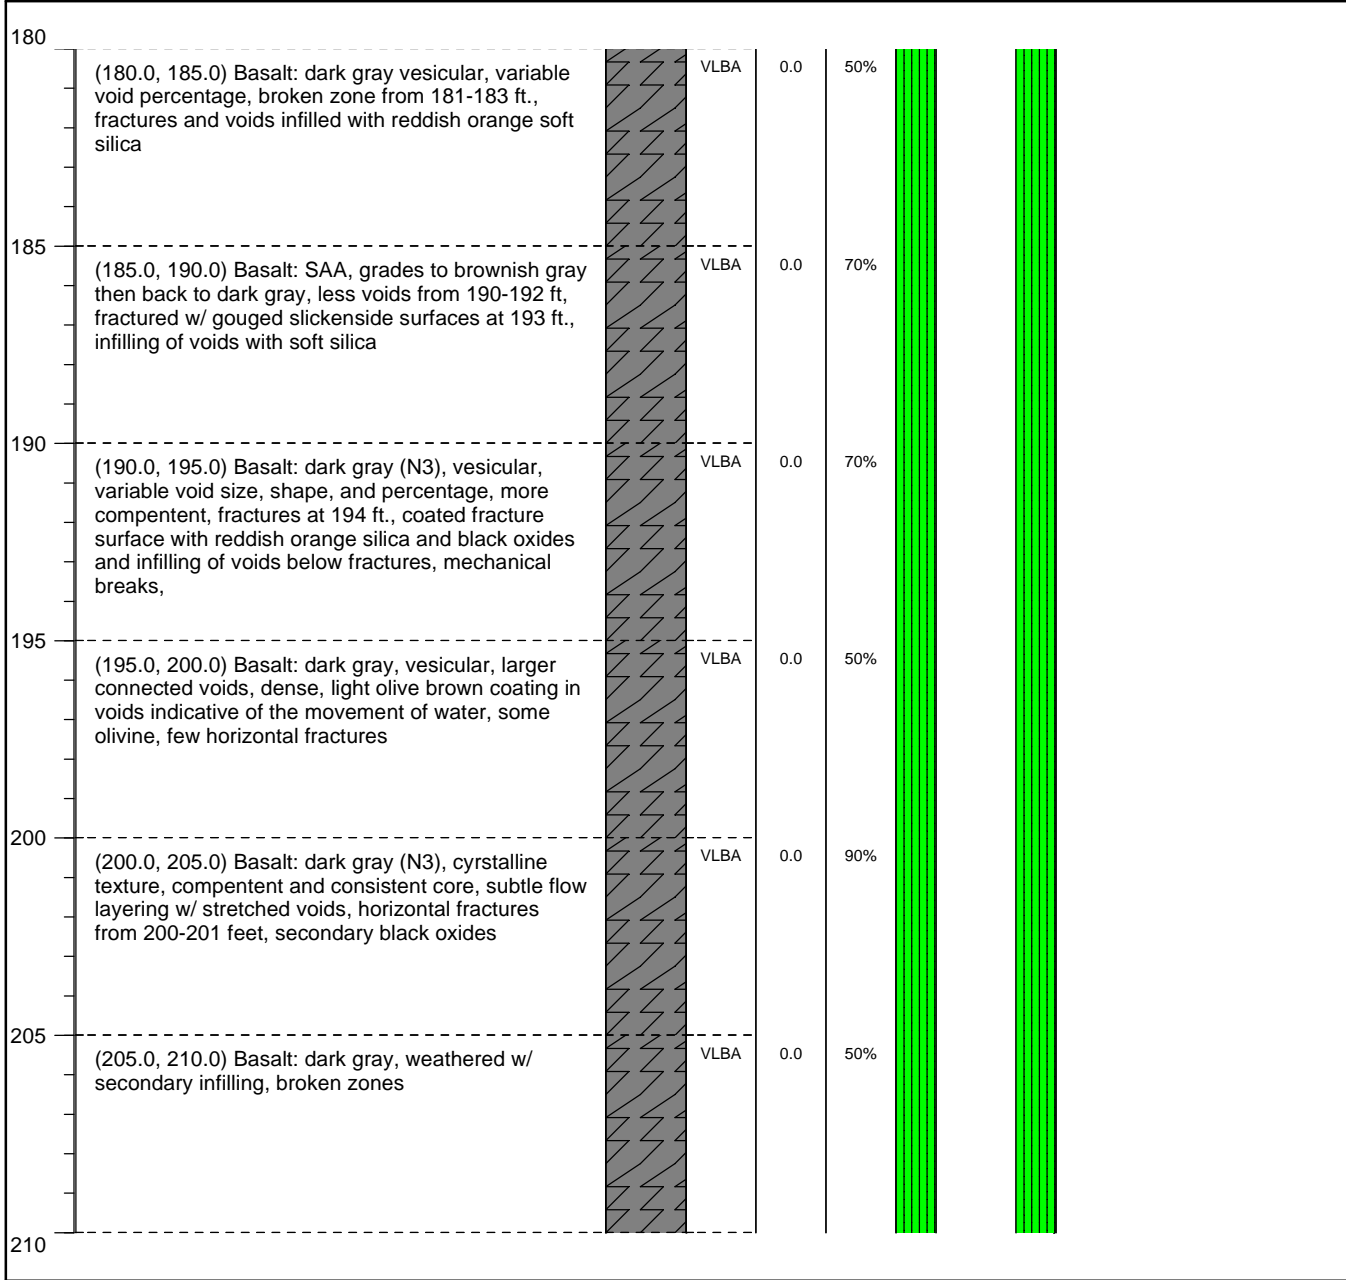 180
(180.0, 185.0) Basalt: dark gray vesicular, variable
void percentage, broken zone from 181-183 ft.,
fractures and voids infilled with reddish orange soft
silica
VLBA 0.0 50%
185
(185.0, 190.0) Basalt: SAA, grades to brownish gray
then back to dark gray, less voids from 190-192 ft,
fractured w/ gouged slickenside surfaces at 193 ft.,
infilling of voids with soft silica
VLBA 0.0 70%
190
(190.0, 195.0) Basalt: dark gray (N3), vesicular,
variable void size, shape, and percentage, more
compentent, fractures at 194 ft., coated fracture
surface with reddish orange silica and black oxides
and infilling of voids below fractures, mechanical
breaks,
VLBA 0.0 70%
195
(195.0, 200.0) Basalt: dark gray, vesicular, larger
connected voids, dense, light olive brown coating in
voids indicative of the movement of water, some
olivine, few horizontal fractures
VLBA 0.0 50%
200
(200.0, 205.0) Basalt: dark gray (N3), cyrstalline
texture, compentent and consistent core, subtle flow
layering w/ stretched voids, horizontal fractures
from 200-201 feet, secondary black oxides
VLBA 0.0 90%
205
(205.0, 210.0) Basalt: dark gray, weathered w/
secondary infilling, broken zones
VLBA 0.0 50%
210